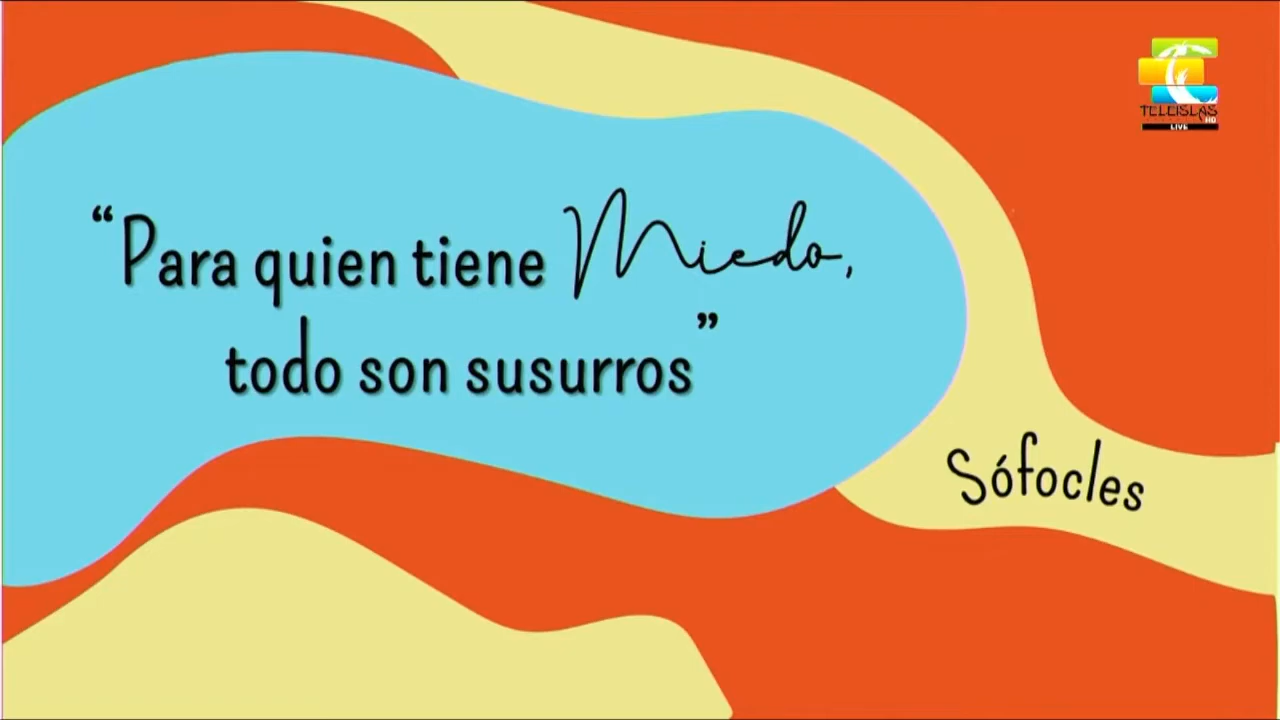 TELEISLAS
HD
LIVE
“Para quien tiene Miedo,
todo son susurros”
Sófocles